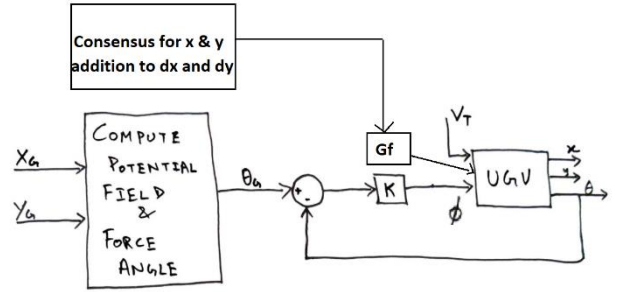 Consensus for x & y
addition to dx and dy
COMPUTE
POTENTIAL
FIELD
&
FORCE
ANGLE
XG
YG
θG
+
-
K
Gf
VT
ϕ
UGV
x
y
θ